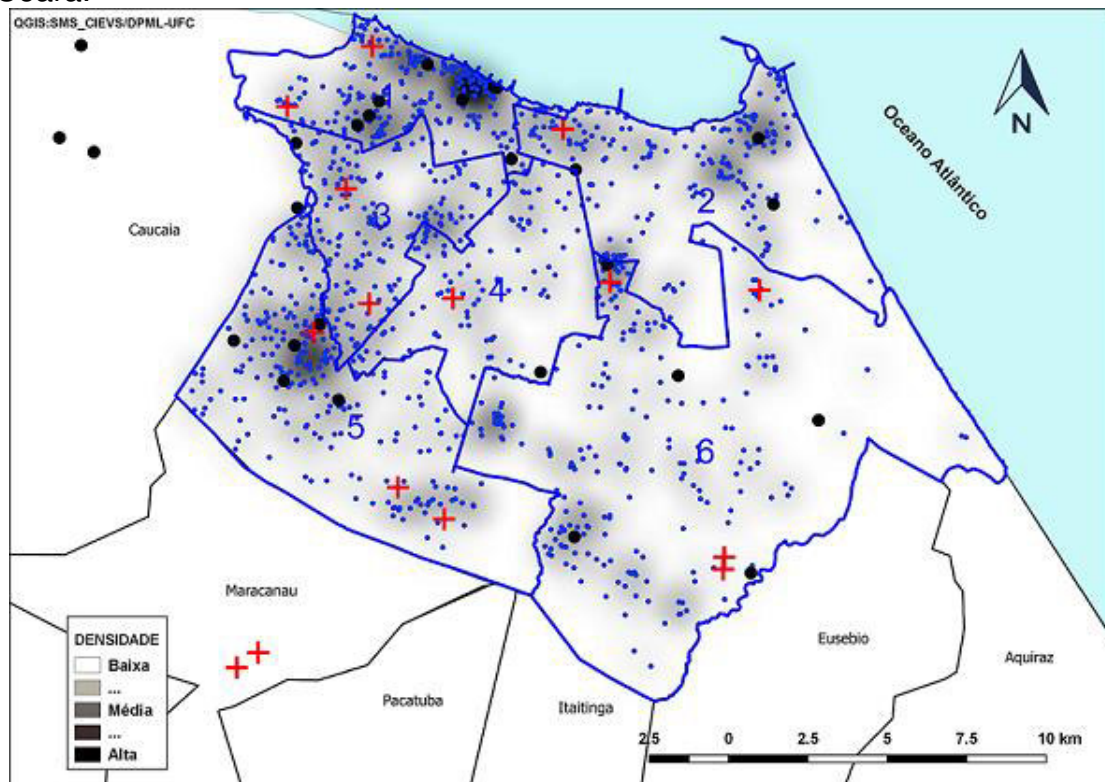 Ceará.
QGIS:SMS_CIEVS/DPML-UFC
Oceano Atlântico
N
1
2
3
4
5
6
Caucaia
Maracanau
Pacatuba
Itaitinga
Eusebio
Aquiraz
DENSIDADE
Baixa
...
Média
...
Alta
2.5 0 2.5 5 7.5 10 km